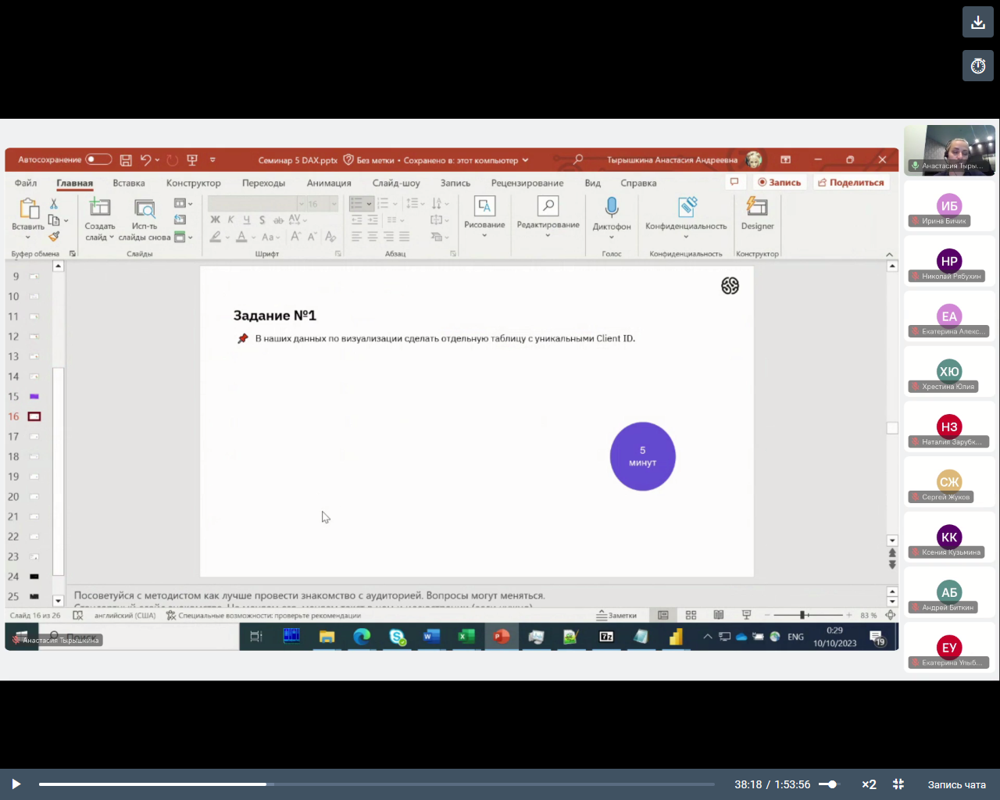 Автосохранение
Семинар 5 DAX.pptx
Без метки • Сохранено в: этот компьютер
Тырышкина Анастасия Андреевна
Файл Главная Вставка Конструктор Переходы Анимация Слайд-шоу Запись Рецензирование Вид Справка
Запись
Поделиться
Вставить
Создать слайд
Исп-ть слайды снова
16
Ж К Ч S ab AV
A Aa A A
Рисование
Редактирование
Диктофон
Конфиденциальность
Designer
Буфер обмена
Слайды
Шрифт
Абзац
Голос
Конфиденциальность
Конструктор
9
10
11
12
13
14
15
16
17
18
19
20
21
22
23
24
25
Задание №1
В наших данных по визуализации сделать отдельную таблицу с уникальными Client ID.
5
минут
Посоветуйся с методистом как лучше провести знакомство с аудиторией. Вопросы могут меняться.
Слайд 16 из 26
английский (США)
Специальные возможности: проверьте рекомендации
Заметки
83 %
Поиск
Анастасия Тырышкина
ENG
0:29
10/10/2023
19
Анастасия Тыры...
ИБ
Ирина Бичик
НР
Николай Рябухин
ЕА
Екатерина Алекс...
ХЮ
Хрестина Юлия
НЗ
Наталия Зарубк...
СЖ
Сергей Жуков
КК
Ксения Кузьмина
АБ
Андрей Биткин
ЕУ
Екатерина Улыб...
38:18 / 1:53:56
×2
Запись чата